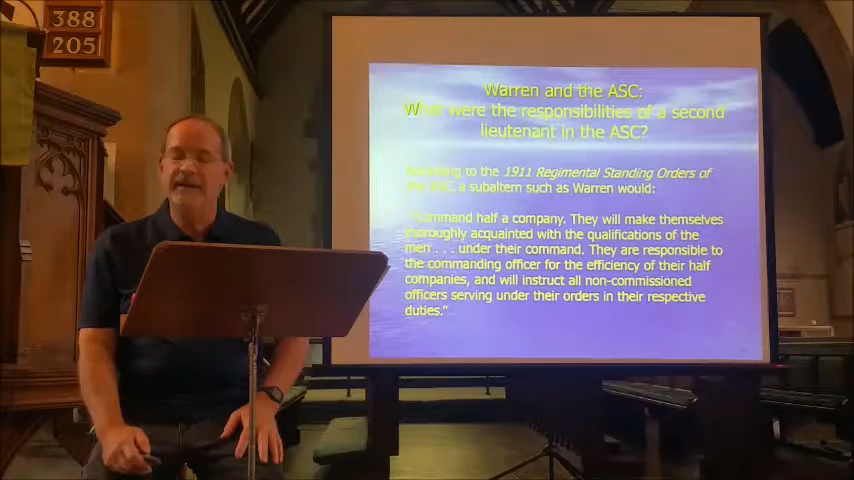 388
205
Warren and the ASC:
What were the responsibilities of a Second
lieutenant in the ASC?
According to the 1911 Regimental Standing Orders of
the ASC, a subaltern such as Warren would:
"Command half a company. They will make themselves
thoroughly acquainted with the qualifications of the
men . . . under their command. They are responsible to
the commanding officer for the efficiency of their half
companies, and will instruct all non-commissioned
officers serving under their orders in their respective
duties."